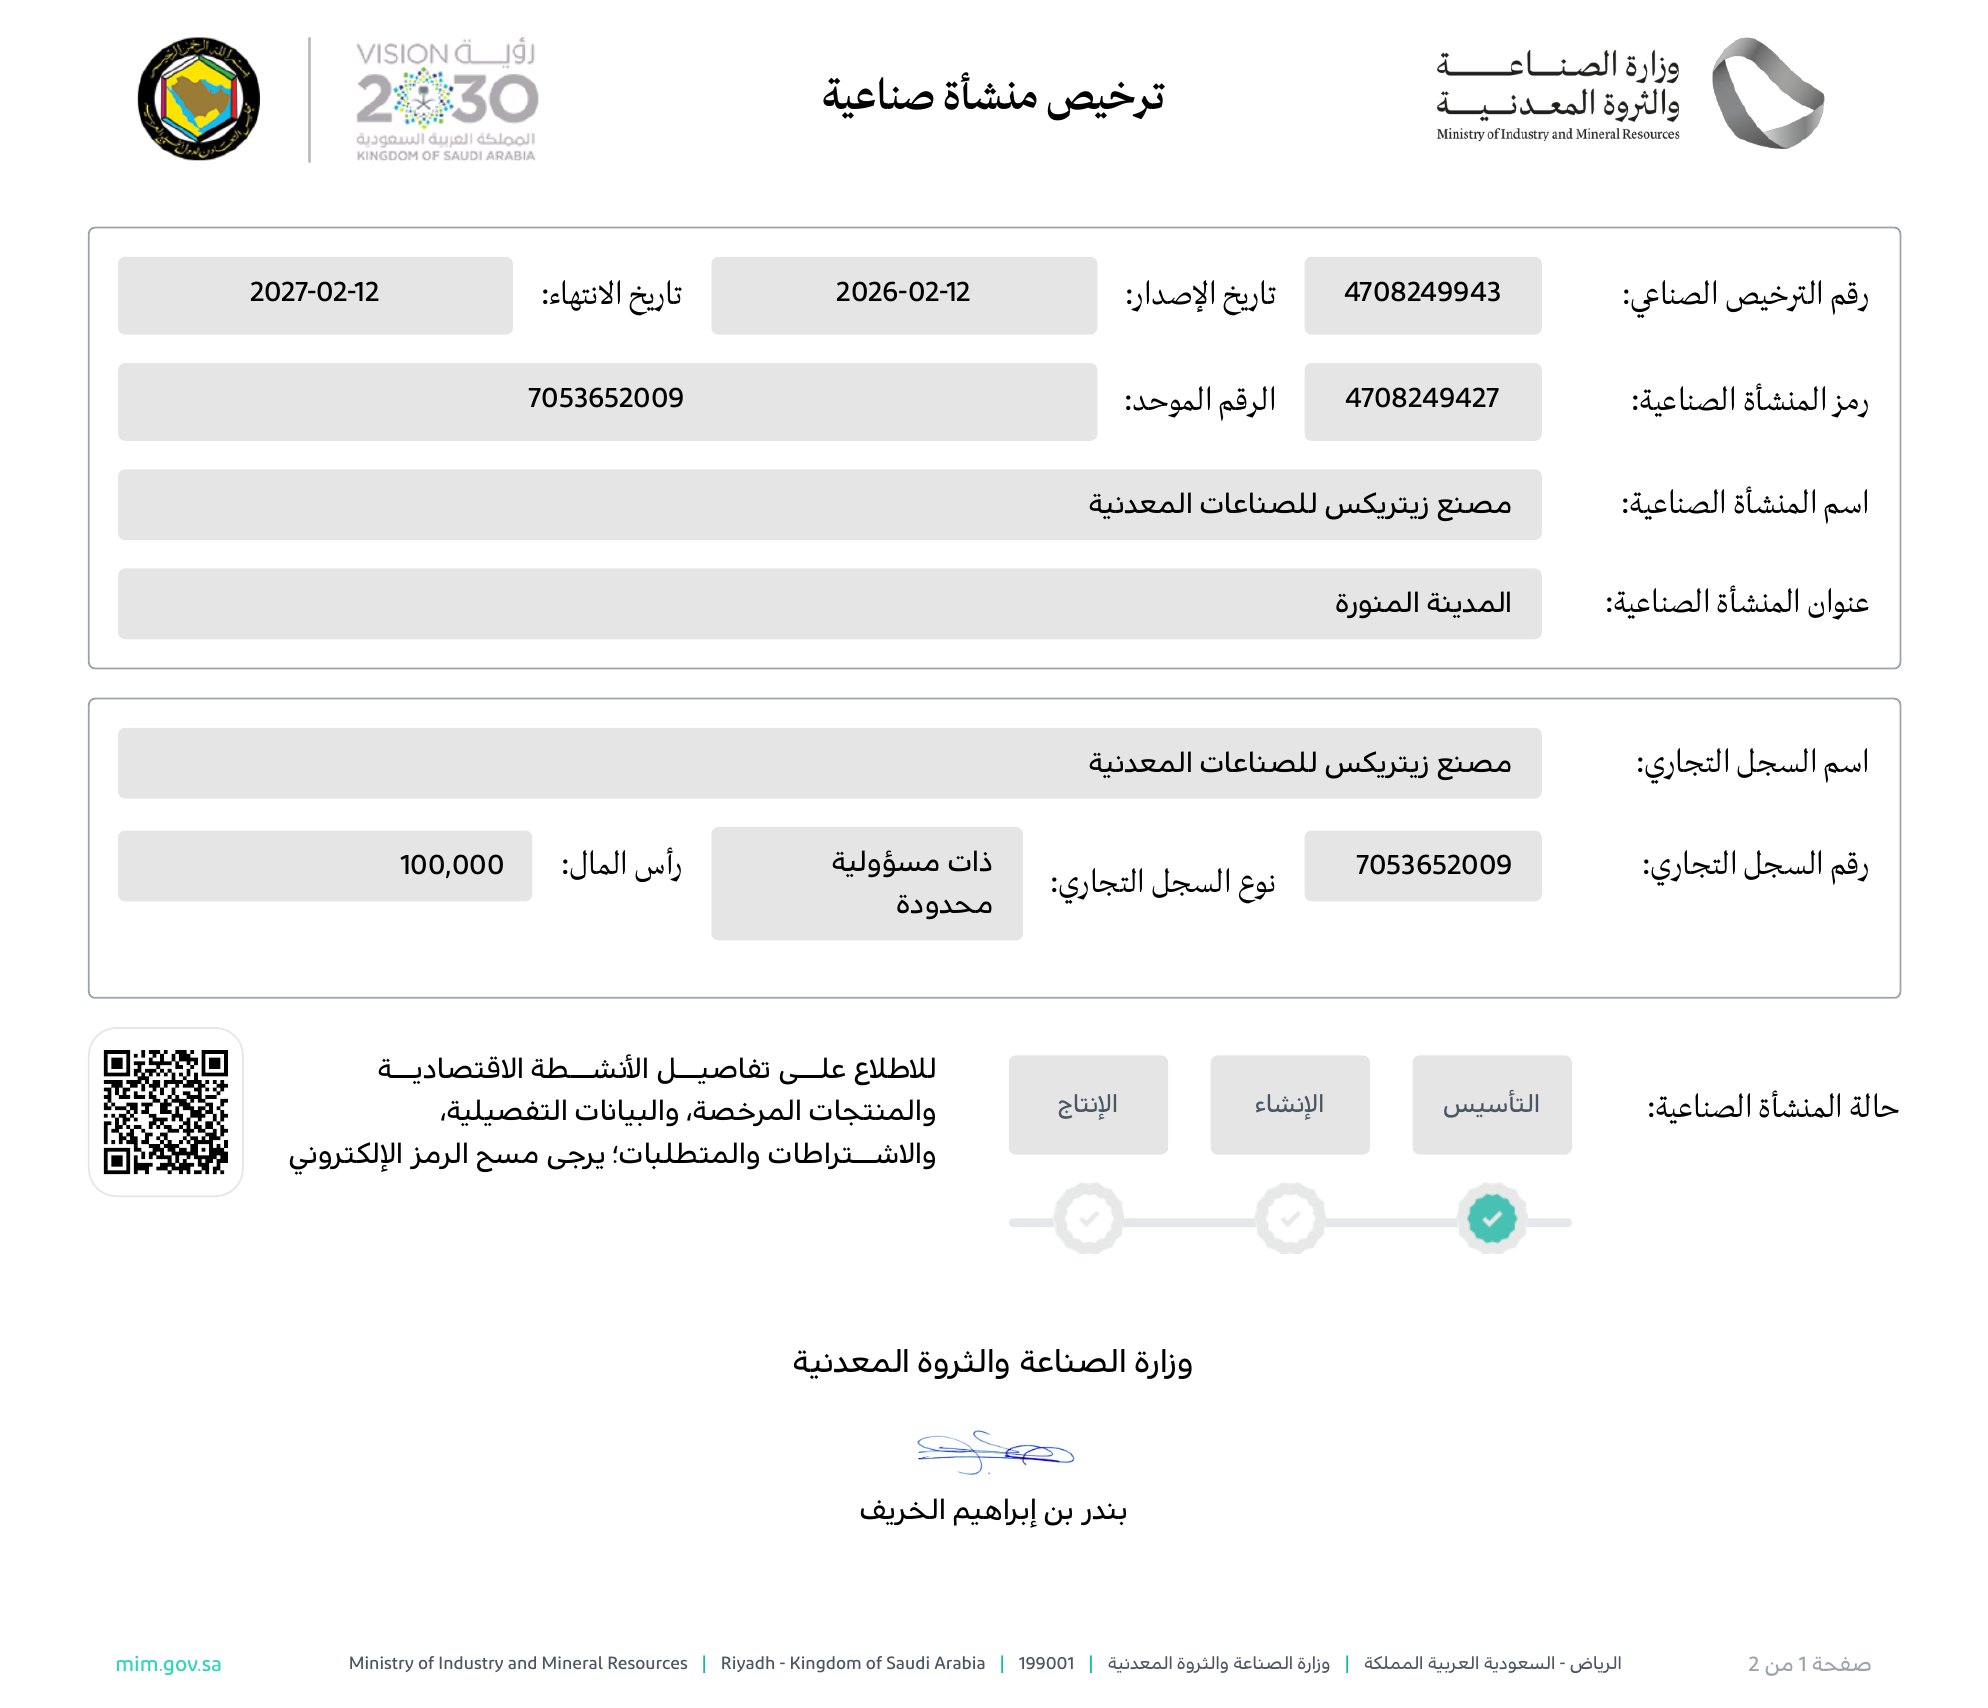 وزارة الصناعة
والثروة المعدنية
Ministry of Industry and Mineral Resources
ترخيص منشأة صناعية
VISION رؤية
2030
المملكة العربية السعودية
KINGDOM OF SAUDI ARABIA
رقم الترخيص الصناعي: 4708249943 تاريخ الإصدار: 2026-02-12 تاريخ الانتهاء: 2027-02-12
رمز المنشأة الصناعية: 4708249427 الرقم الموحد: 7053652009
اسم المنشأة الصناعية: مصنع زيتريكس للصناعات المعدنية
عنوان المنشأة الصناعية: المدينة المنورة
اسم السجل التجاري: مصنع زيتريكس للصناعات المعدنية
رقم السجل التجاري: 7053652009 نوع السجل التجاري: ذات مسؤولية محدودة رأس المال: 100,000
حالة المنشأة الصناعية: التأسيس الإنشاء الإنتاج
للاطلاع على تفاصيل الأنشطة الاقتصادية
والمنتجات المرخصة، والبيانات التفصيلية،
والاشتراطات والمتطلبات؛ يرجى مسح الرمز الإلكتروني
وزارة الصناعة والثروة المعدنية
بندر بن إبراهيم الخريف
صفحة 1 من 2
الرياض - السعودية العربية المملكة | وزارة الصناعة والثروة المعدنية | 199001 | Riyadh - Kingdom of Saudi Arabia | Ministry of Industry and Mineral Resources
mim.gov.sa